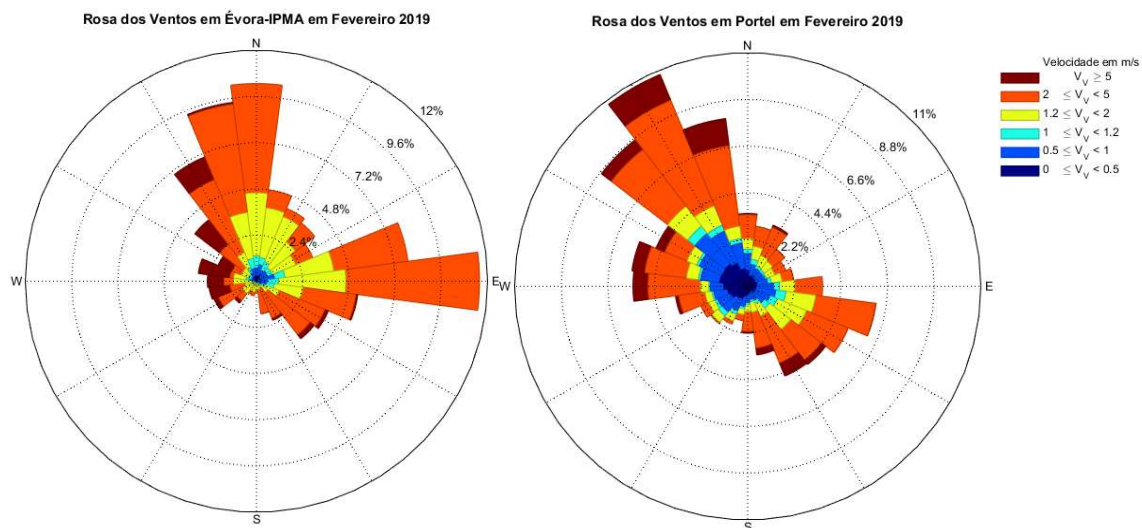 Rosa dos Ventos em Évora-IPMA em Fevereiro 2019
N
12%
9.6%
7.2%
4.8%
2.4%
W
E
S
Rosa dos Ventos em Portel em Fevereiro 2019
N
11%
8.8%
6.6%
4.4%
2.2%
W
E
S
Velocidade em m/s
V_V ≥ 5
2 ≤ V_V < 5
1.2 ≤ V_V < 2
1 ≤ V_V < 1.2
0.5 ≤ V_V < 1
0 ≤ V_V < 0.5